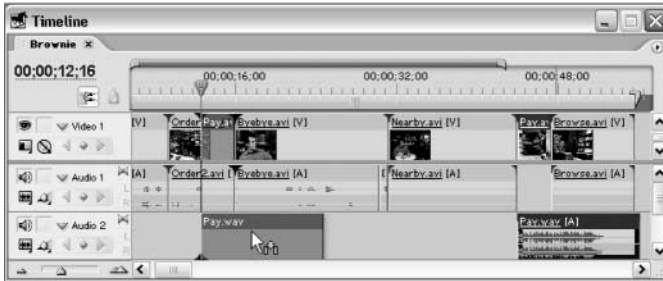 Timeline
Brownie
00;00;12;16
00;00;16;00 00;00;32;00 00;00;48;00
Video 1
[V] Order Pay.a Byebye.avi [V] Nearby.avi [V] Pay.a Browse.avi [V]
Audio 1
[A] Order2.avi [ Byebye.avi [A] [ Nearby.avi [A] Browse.avi [A]
L
R
Audio 2
Pay.wav Pay.wav [A]
L
R